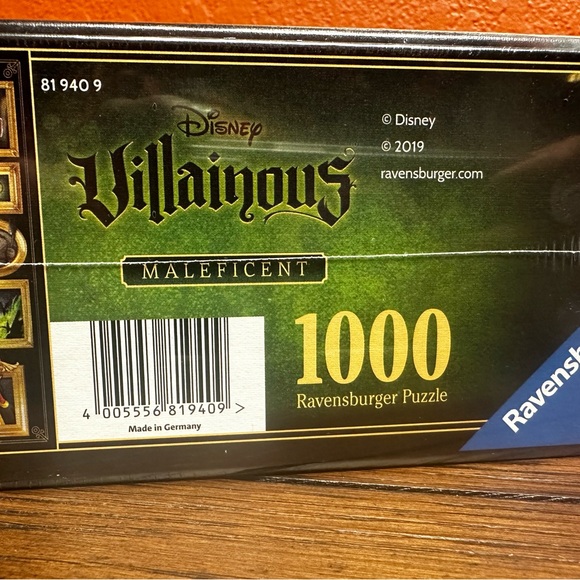 81 940 9
Disney
Villainous
MALEFICENT
© Disney
© 2019
ravensburger.com
1000
Ravensburger Puzzle
4 005556 819409 >
Made in Germany